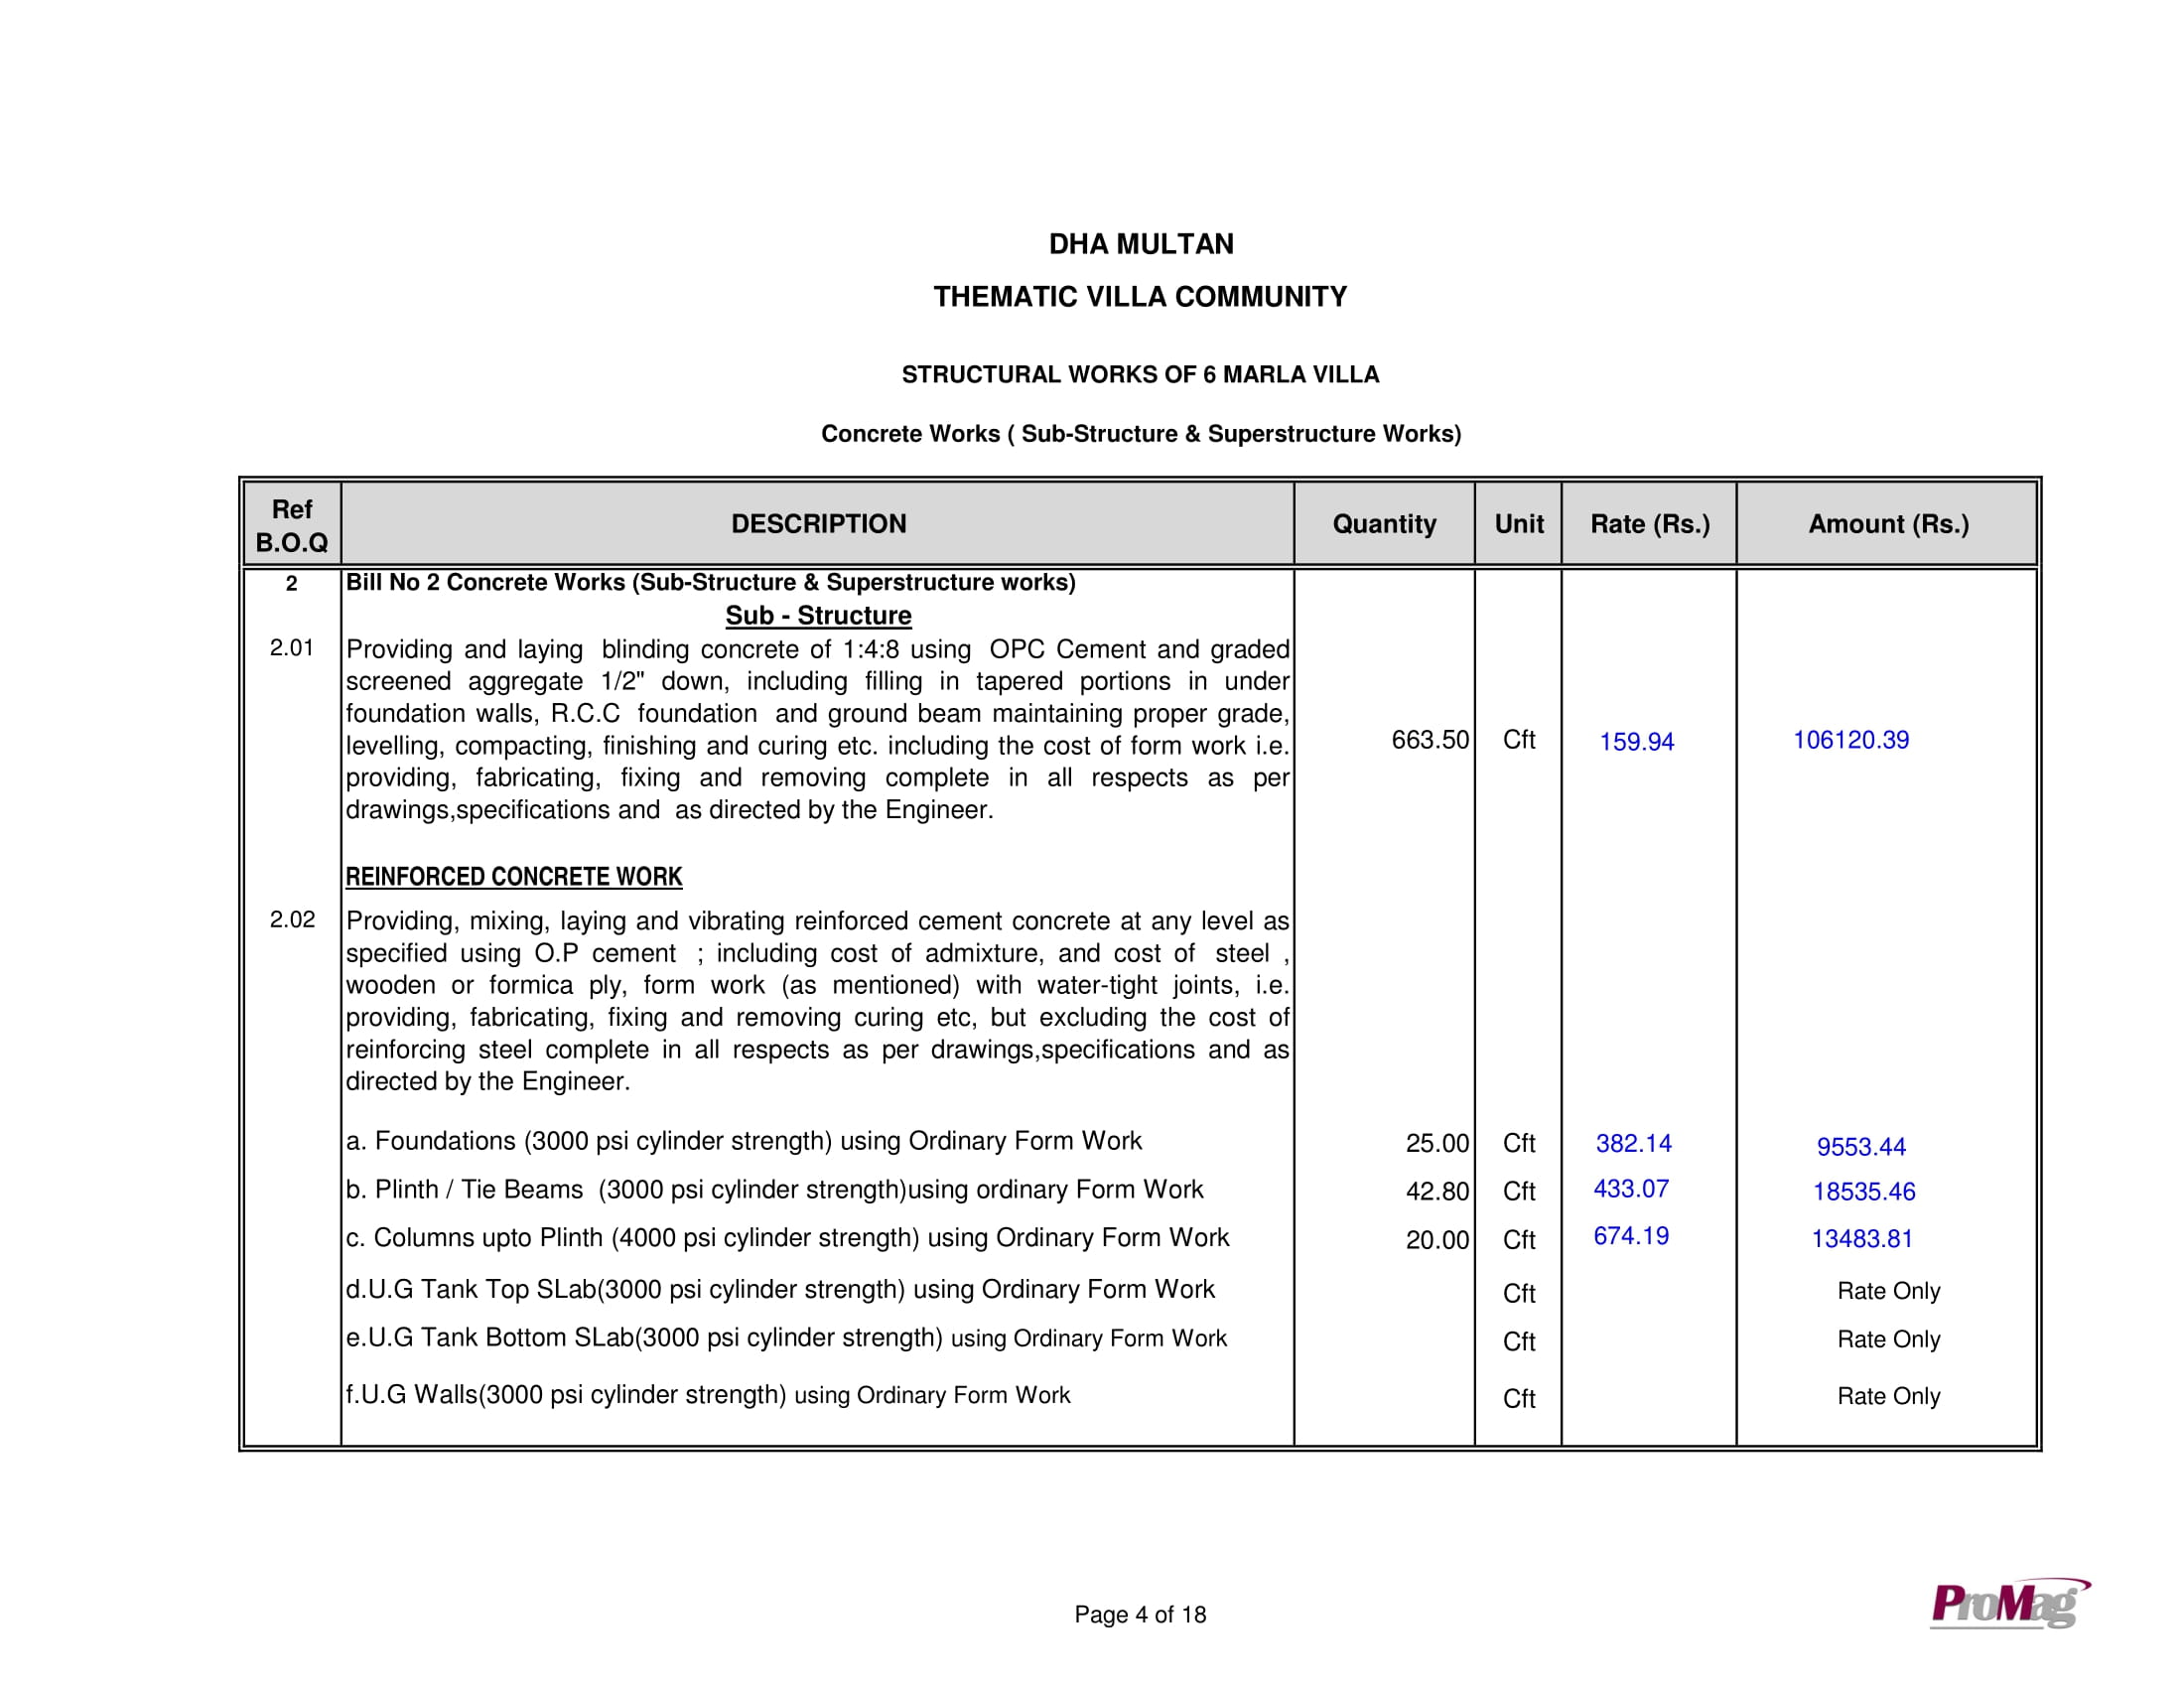 DHA MULTAN
THEMATIC VILLA COMMUNITY
STRUCTURAL WORKS OF 6 MARLA VILLA
Concrete Works ( Sub-Structure & Superstructure Works)
Ref B.O.Q DESCRIPTION Quantity Unit Rate (Rs.) Amount (Rs.)
2 Bill No 2 Concrete Works (Sub-Structure & Superstructure works)
Sub - Structure
2.01 Providing and laying blinding concrete of 1:4:8 using OPC Cement and graded
screened aggregate 1/2" down, including filling in tapered portions in under
foundation walls, R.C.C foundation and ground beam maintaining proper grade,
levelling, compacting, finishing and curing etc. including the cost of form work i.e. 663.50 Cft 159.94 106120.39
providing, fabricating, fixing and removing complete in all respects as per
drawings,specifications and as directed by the Engineer.
REINFORCED CONCRETE WORK
2.02 Providing, mixing, laying and vibrating reinforced cement concrete at any level as
specified using O.P cement ; including cost of admixture, and cost of steel ,
wooden or formica ply, form work (as mentioned) with water-tight joints, i.e.
providing, fabricating, fixing and removing curing etc, but excluding the cost of
reinforcing steel complete in all respects as per drawings,specifications and as
directed by the Engineer.
a. Foundations (3000 psi cylinder strength) using Ordinary Form Work 25.00 Cft 382.14 9553.44
b. Plinth / Tie Beams (3000 psi cylinder strength)using ordinary Form Work 42.80 Cft 433.07 18535.46
c. Columns upto Plinth (4000 psi cylinder strength) using Ordinary Form Work 20.00 Cft 674.19 13483.81
d.U.G Tank Top SLab(3000 psi cylinder strength) using Ordinary Form Work Cft Rate Only
e.U.G Tank Bottom SLab(3000 psi cylinder strength) using Ordinary Form Work Cft Rate Only
f.U.G Walls(3000 psi cylinder strength) using Ordinary Form Work Cft Rate Only
Page 4 of 18
ProMag